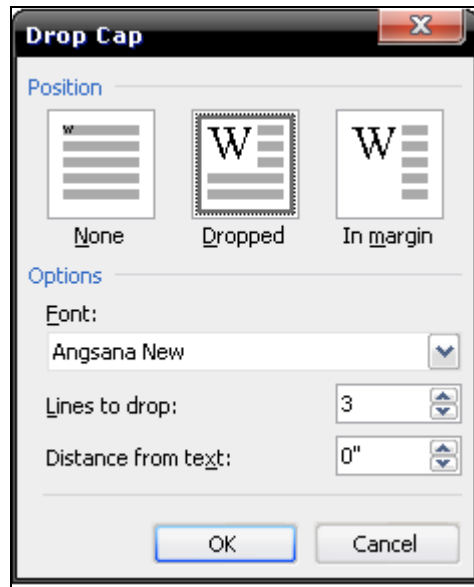 Drop Cap
Position
W W W
None Dropped In margin
Options
Font:
Angsana New
Lines to drop: 3
Distance from text: 0"
OK Cancel